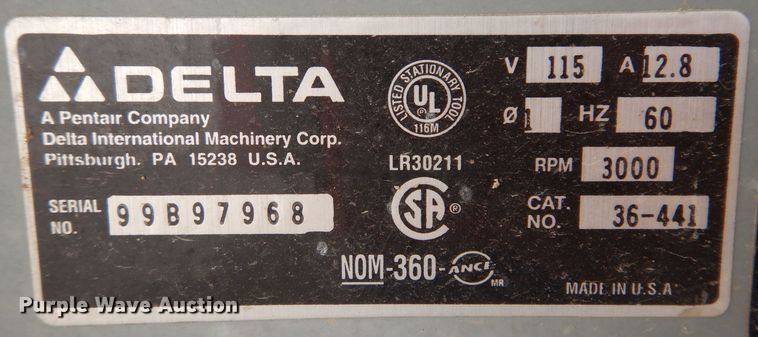 DELTA
A Pentair Company
Delta International Machinery Corp.
Pittsburgh, PA 15238 U.S.A.
SERIAL NO. 99B97968
LISTED STATIONARY TOOL
UL
®
116M
LR30211
CSA ®
NOM-360-ANCE MR
V 115 A 12.8
Ø 1 HZ 60
RPM 3000
CAT. NO. 36-441
MADE IN U.S.A
Purple Wave Auction